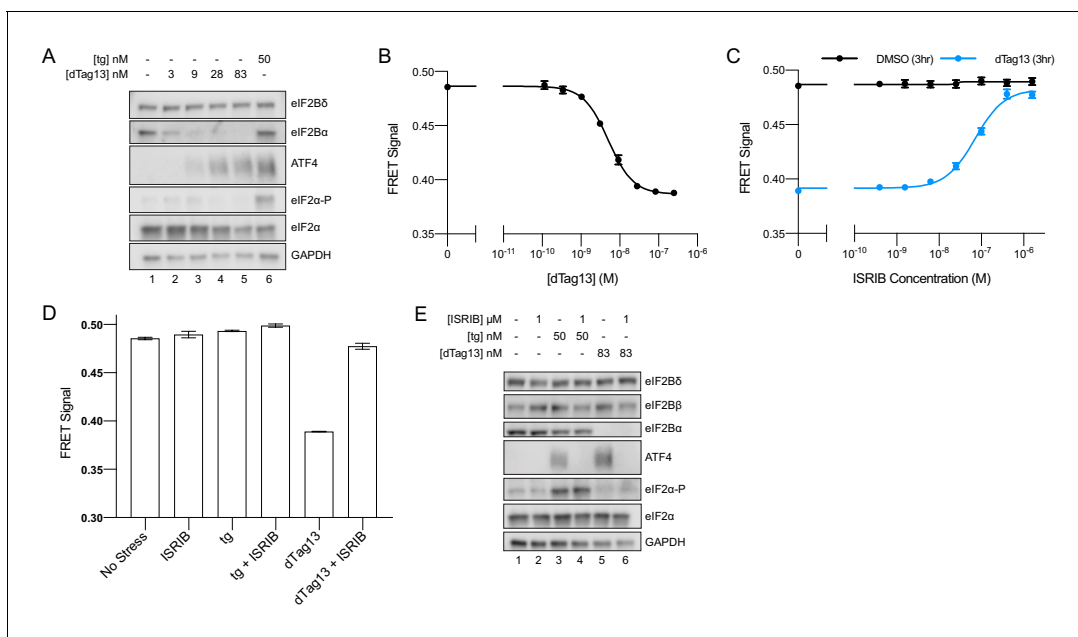 A
[tg] nM - - - - - 50
[dTag13] nM - 3 9 28 83 -
eIF2Bδ
eIF2Bα
ATF4
eIF2α-P
eIF2α
GAPDH
1 2 3 4 5 6
B
FRET Signal
0.50
0.45
0.40
0.35
0 10⁻¹¹ 10⁻¹⁰ 10⁻⁹ 10⁻⁸ 10⁻⁷ 10⁻⁶
[dTag13] (M)
C
DMSO (3hr) dTag13 (3hr)
FRET Signal
0.50
0.45
0.40
0.35
0 10⁻¹⁰ 10⁻⁹ 10⁻⁸ 10⁻⁷ 10⁻⁶
ISRIB Concentration (M)
D
FRET Signal
0.50
0.45
0.40
0.35
0.30
No Stress
ISRIB
tg
tg + ISRIB
dTag13
dTag13 + ISRIB
E
[ISRIB] μM - 1 - 1 - 1
[tg] nM - - 50 50 - -
[dTag13] nM - - - - 83 83
eIF2Bδ
eIF2Bβ
eIF2Bα
ATF4
eIF2α-P
eIF2α
GAPDH
1 2 3 4 5 6